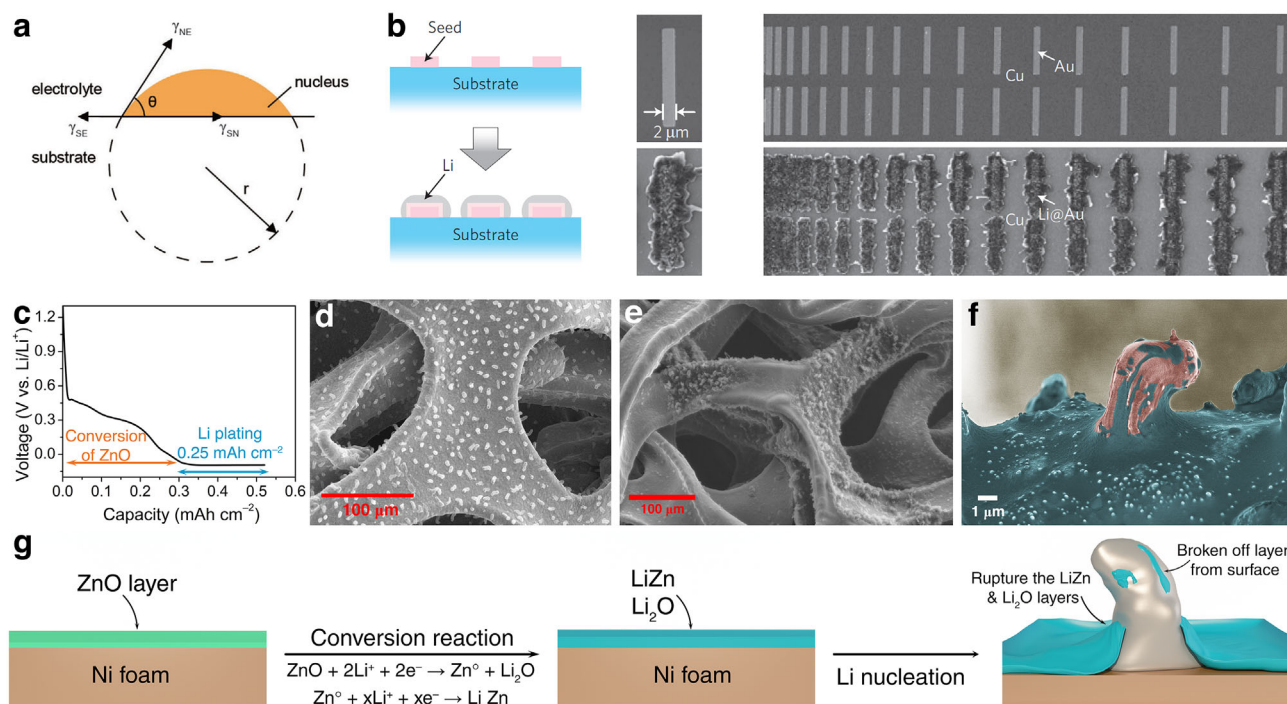 a
γNE
electrolyte
θ
nucleus
γSE
γSN
substrate
r
b
Seed
Substrate
Li
Substrate
2 μm
Au
Cu
Li@Au
Cu
c
Voltage (V vs. Li/Li⁺)
1.2
0.9
0.6
0.3
0.0
Conversion
of ZnO
Li plating
0.25 mAh cm⁻²
0.0 0.1 0.2 0.3 0.4 0.5 0.6
Capacity (mAh cm⁻²)
d
100 μm
e
100 μm
f
1 μm
g
ZnO layer
Ni foam
Conversion reaction
ZnO + 2Li⁺ + 2e⁻ → Zn° + Li₂O
Zn° + xLi⁺ + xe⁻ → Li Zn
LiZn
Li₂O
Ni foam
Li nucleation
Broken off layer
from surface
Rupture the LiZn
& Li₂O layers